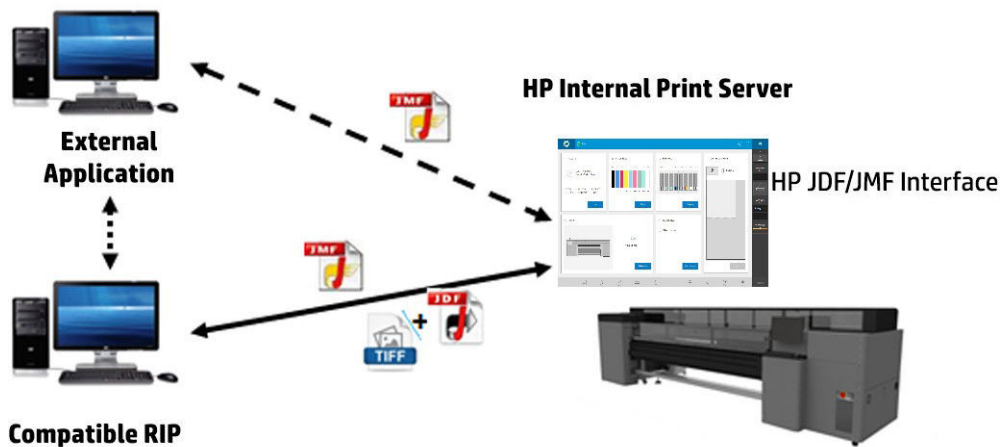 HP Internal Print Server
JMF
External
Application
HP JDF/JMF Interface
JMF
JDF
+
TIFF
Compatible RIP